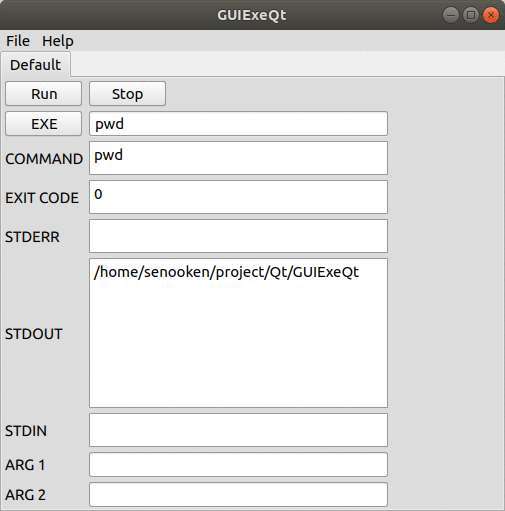 GUIExeQt
File Help
Default
Run Stop
EXE pwd
COMMAND pwd
EXIT CODE 0
STDERR
/home/senooken/project/Qt/GUIExeQt
STDOUT
STDIN
ARG 1
ARG 2